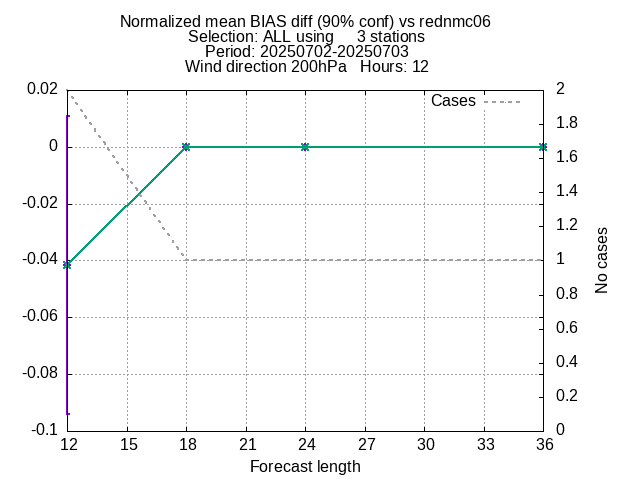 Normalized mean BIAS diff (90% conf) vs rednmc06
Selection: ALL using     3 stations
Period: 20250702-20250703
Wind direction 200hPa   Hours: 12
Cases
0.02
0
-0.02
-0.04
-0.06
-0.08
-0.1
2
1.8
1.6
1.4
1.2
1
0.8
0.6
0.4
0.2
0
No cases
12 15 18 21 24 27 30 33 36
Forecast length